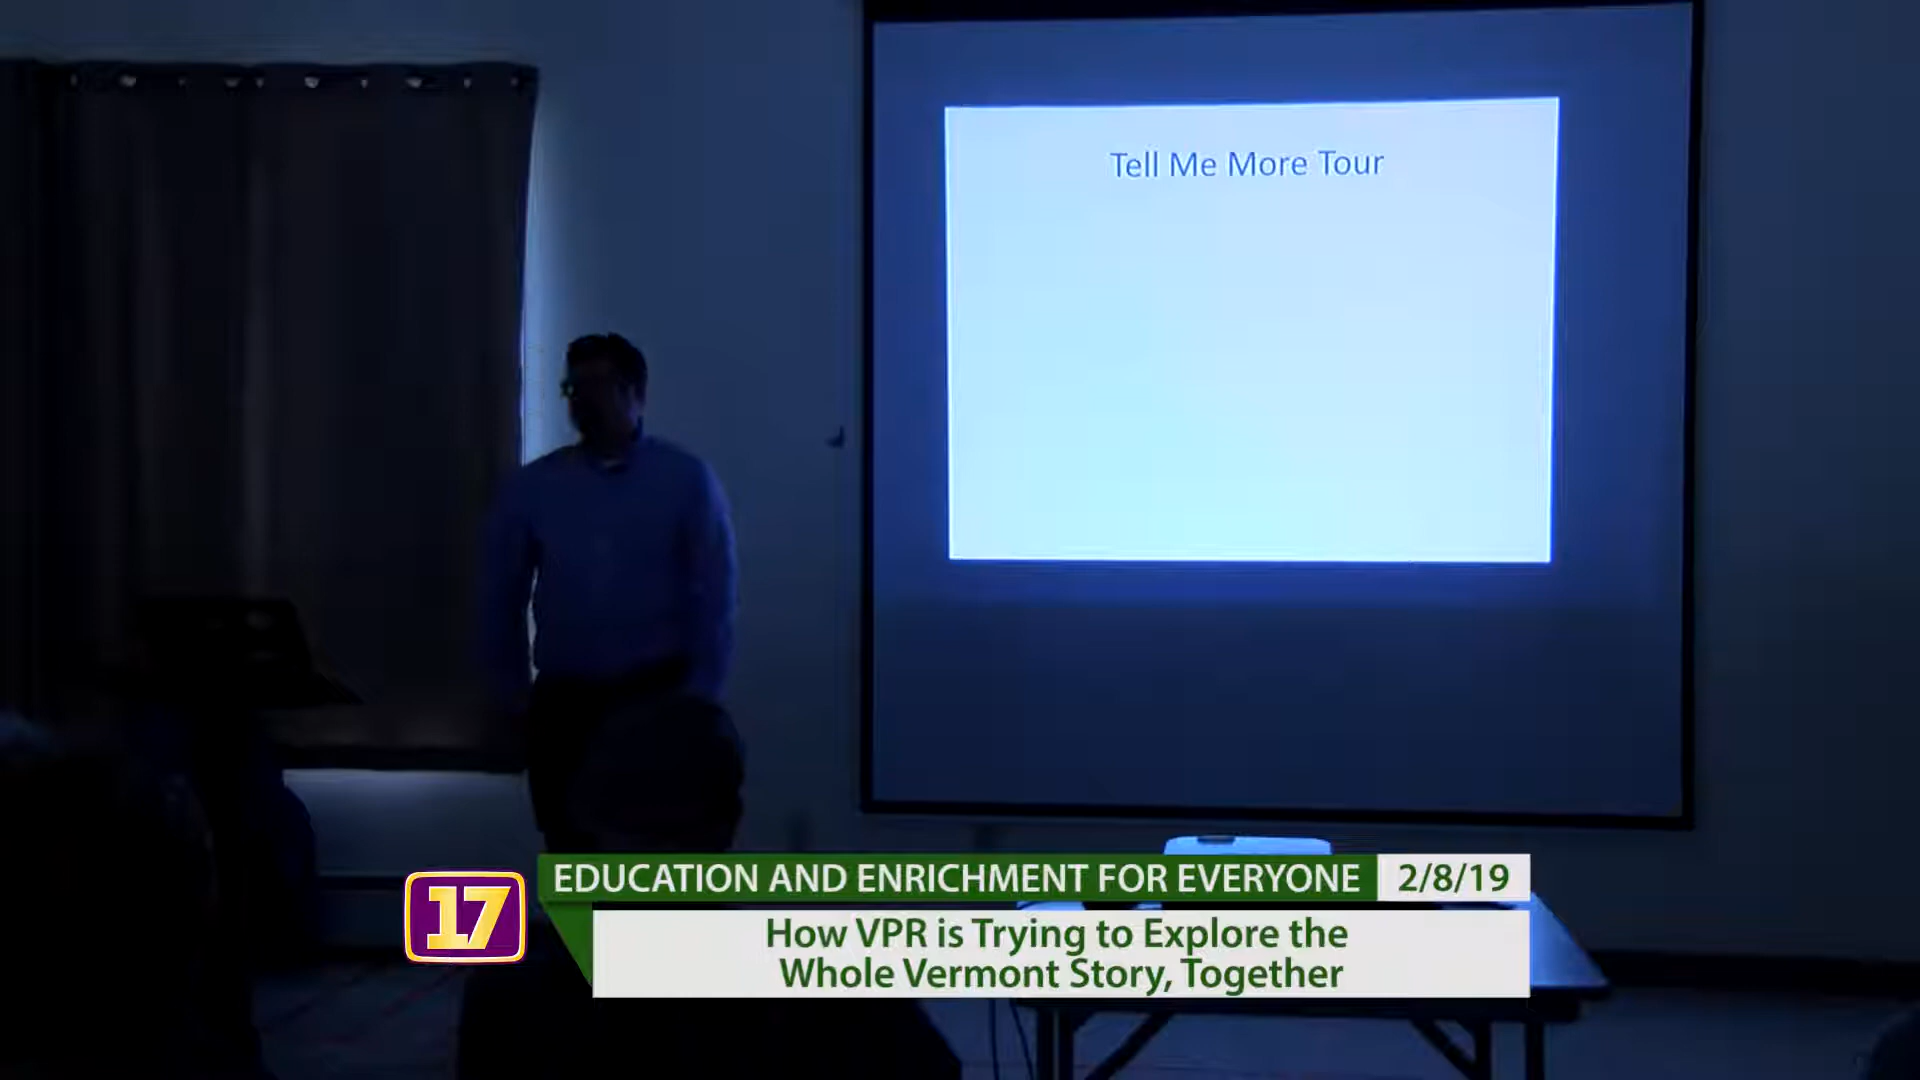 Tell Me More Tour
17
EDUCATION AND ENRICHMENT FOR EVERYONE 2/8/19
How VPR is Trying to Explore the
Whole Vermont Story, Together